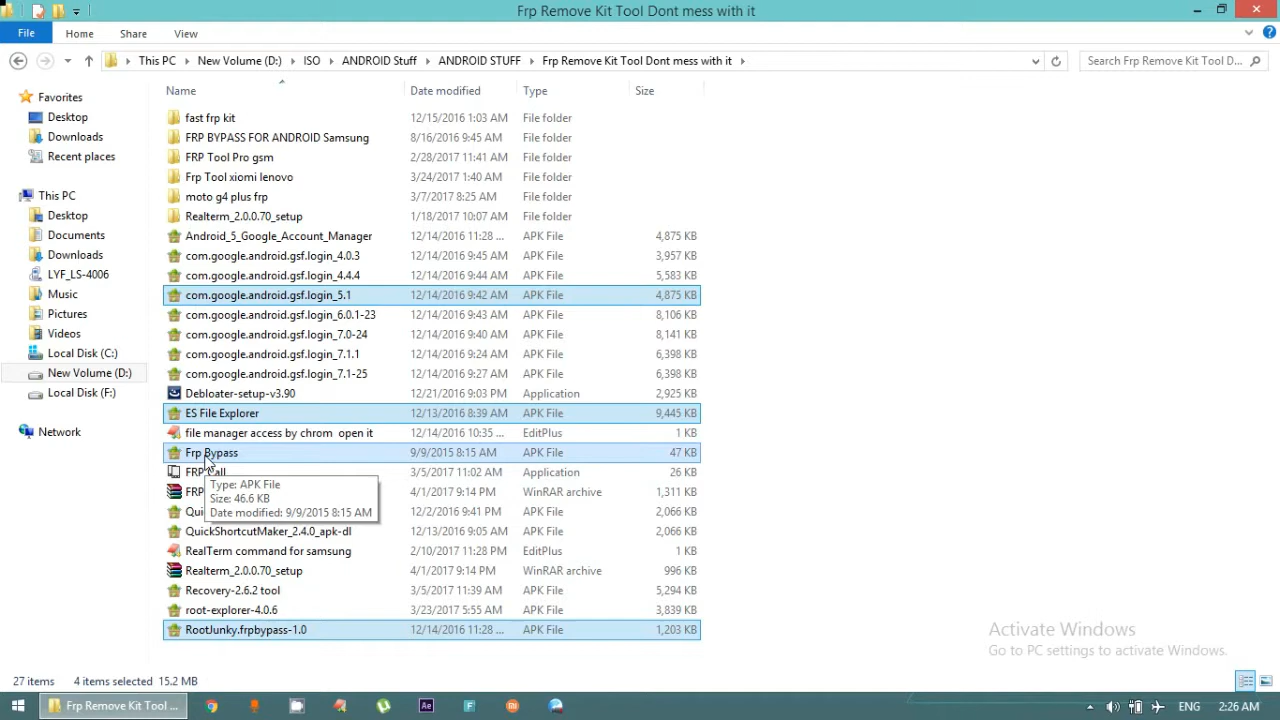 Frp Remove Kit Tool Dont mess with it
File Home Share View
This PC New Volume (D:) ISO ANDROID Stuff ANDROID STUFF Frp Remove Kit Tool Dont mess with it Search Frp Remove Kit Tool D...
Name Date modified Type Size
Favorites
Desktop
Downloads
Recent places
This PC
Desktop
Documents
Downloads
LYF_LS-4006
Music
Pictures
Videos
Local Disk (C:)
New Volume (D:)
Local Disk (F:)
Network
fast frp kit 12/15/2016 1:03 AM File folder
FRP BYPASS FOR ANDROID Samsung 8/16/2016 9:45 AM File folder
FRP Tool Pro gsm 2/28/2017 11:41 AM File folder
Frp Tool xiomi lenovo 3/24/2017 1:40 AM File folder
moto g4 plus frp 3/7/2017 8:25 AM File folder
Realterm_2.0.0.70_setup 1/18/2017 10:07 AM File folder
Android_5_Google_Account_Manager 12/14/2016 11:28 ... APK File 4,875 KB
com.google.android.gsf.login_4.0.3 12/14/2016 9:45 AM APK File 3,957 KB
com.google.android.gsf.login_4.4.4 12/14/2016 9:44 AM APK File 5,583 KB
com.google.android.gsf.login_5.1 12/14/2016 9:42 AM APK File 4,875 KB
com.google.android.gsf.login_6.0.1-23 12/14/2016 9:43 AM APK File 8,106 KB
com.google.android.gsf.login_7.0-24 12/14/2016 9:40 AM APK File 8,141 KB
com.google.android.gsf.login_7.1.1 12/14/2016 9:24 AM APK File 6,398 KB
com.google.android.gsf.login_7.1-25 12/14/2016 9:27 AM APK File 6,398 KB
Debloater-setup-v3.90 12/21/2016 9:03 PM Application 2,925 KB
ES File Explorer 12/13/2016 8:39 AM APK File 9,445 KB
file manager access by chrom open it 12/14/2016 10:35 ... EditPlus 1 KB
Frp Bypass 9/9/2015 8:15 AM APK File 47 KB
FRP 3/5/2017 11:02 AM Application 26 KB
FRP 4/1/2017 9:14 PM WinRAR archive 1,311 KB
Qui 12/2/2016 9:41 PM APK File 2,066 KB
QuickShortcutMaker_2.4.0_apk-dl 12/13/2016 9:05 AM APK File 2,066 KB
RealTerm command for samsung 2/10/2017 11:28 PM EditPlus 1 KB
Realterm_2.0.0.70_setup 4/1/2017 9:14 PM WinRAR archive 996 KB
Recovery-2.6.2 tool 3/5/2017 11:39 AM APK File 5,294 KB
root-explorer-4.0.6 3/23/2017 5:55 AM APK File 3,839 KB
RootJunky.frpbypass-1.0 12/14/2016 11:28 ... APK File 1,203 KB
Type: APK File
Size: 46.6 KB
Date modified: 9/9/2015 8:15 AM
Activate Windows
Go to PC settings to activate Windows.
27 items 4 items selected 15.2 MB
Frp Remove Kit Tool ... Ae F ENG 2:26 AM